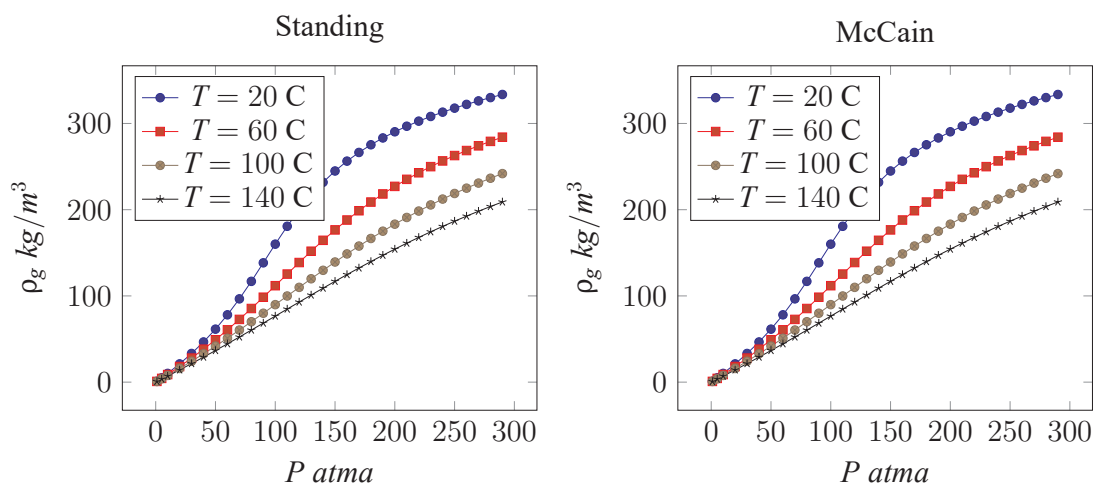 Standing
T = 20 C
T = 60 C
T = 100 C
T = 140 C
300
200
100
0
ρg kg/m³
0 50 100 150 200 250 300
P atma
McCain
T = 20 C
T = 60 C
T = 100 C
T = 140 C
300
200
100
0
ρg kg/m³
0 50 100 150 200 250 300
P atma